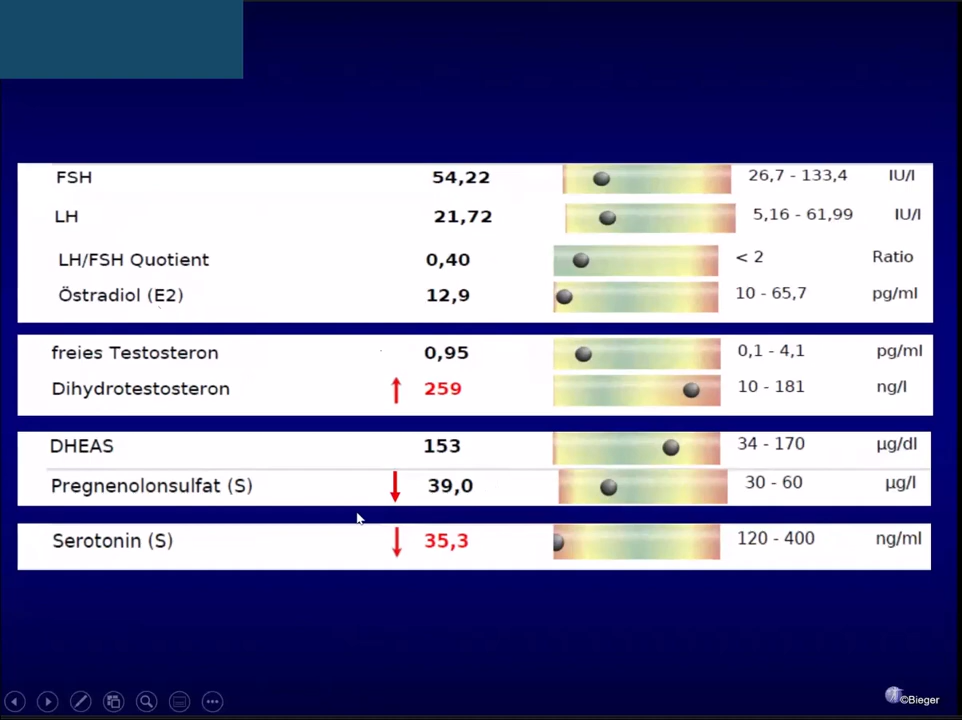 FSH 54,22 26,7 - 133,4 IU/l
LH 21,72 5,16 - 61,99 IU/l
LH/FSH Quotient 0,40 < 2 Ratio
Östradiol (E2) 12,9 10 - 65,7 pg/ml
freies Testosteron 0,95 0,1 - 4,1 pg/ml
Dihydrotestosteron 259 10 - 181 ng/l
DHEAS 153 34 - 170 µg/dl
Pregnenolonsulfat (S) 39,0 30 - 60 µg/l
Serotonin (S) 35,3 120 - 400 ng/ml
©Bieger